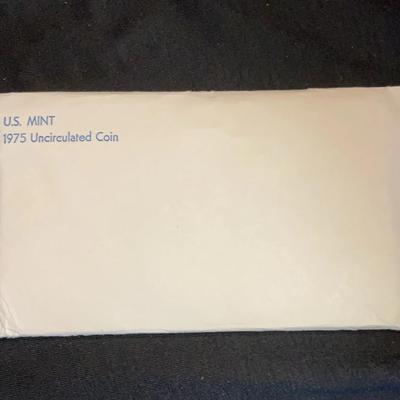 U.S. MINT
1975 Uncirculated Coin